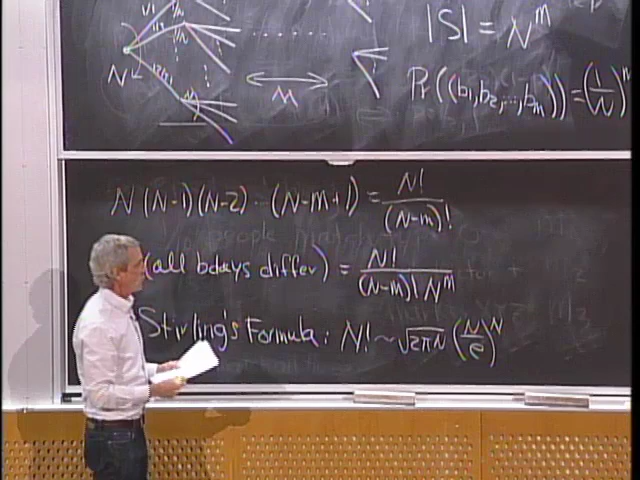 |S| = N^m
N
m
Pr((b₁,b₂,...,bₘ)) = (1/N)^m
N(N-1)(N-2)...(N-m+1) = N!/(N-m)!
(all bdays differ) = N!/((N-m)! N^m)
Stirling's Formula: N! ~ √(2πN) (N/e)^N